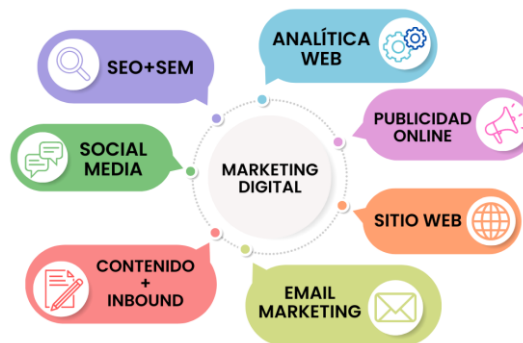 ANALÍTICA
WEB
SEO+SEM
PUBLICIDAD
ONLINE
SOCIAL
MEDIA
MARKETING
DIGITAL
SITIO WEB
CONTENIDO
+
INBOUND
EMAIL
MARKETING